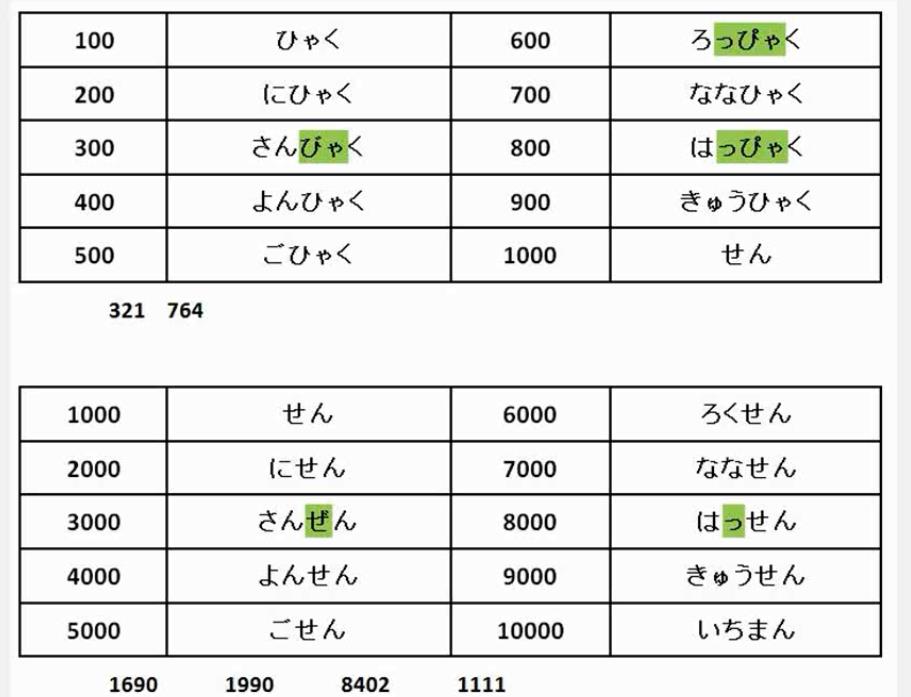 100 ひゃく 600 ろっぴゃく
200 にひゃく 700 ななひゃく
300 さんびゃく 800 はっぴゃく
400 よんひゃく 900 きゅうひゃく
500 ごひゃく 1000 せん
321 764
1000 せん 6000 ろくせん
2000 にせん 7000 ななせん
3000 さんぜん 8000 はっせん
4000 よんせん 9000 きゅうせん
5000 ごせん 10000 いちまん
1690 1990 8402 1111